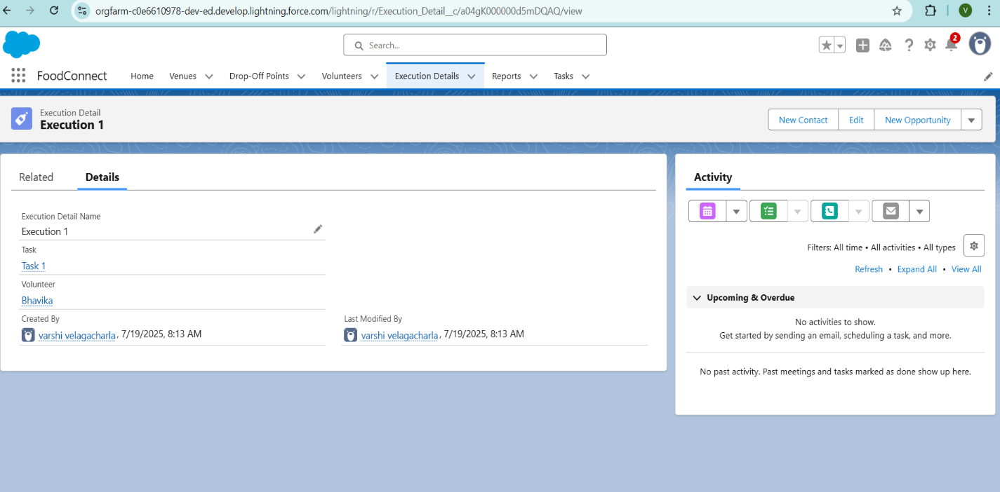 orgfarm-c0e6610978-dev-ed.develop.lightning.force.com/lightning/r/Execution_Detail__c/a04gK000000d5mDQAQ/view
V
Search...
2
FoodConnect Home Venues Drop-Off Points Volunteers Execution Details Reports Tasks
Execution Detail
Execution 1
New Contact Edit New Opportunity
Related Details
Execution Detail Name
Execution 1
Task
Task 1
Volunteer
Bhavika
Created By
varshi velagacharla, 7/19/2025, 8:13 AM
Last Modified By
varshi velagacharla, 7/19/2025, 8:13 AM
Activity
Filters: All time • All activities • All types
Refresh • Expand All • View All
Upcoming & Overdue
No activities to show.
Get started by sending an email, scheduling a task, and more.
No past activity. Past meetings and tasks marked as done show up here.